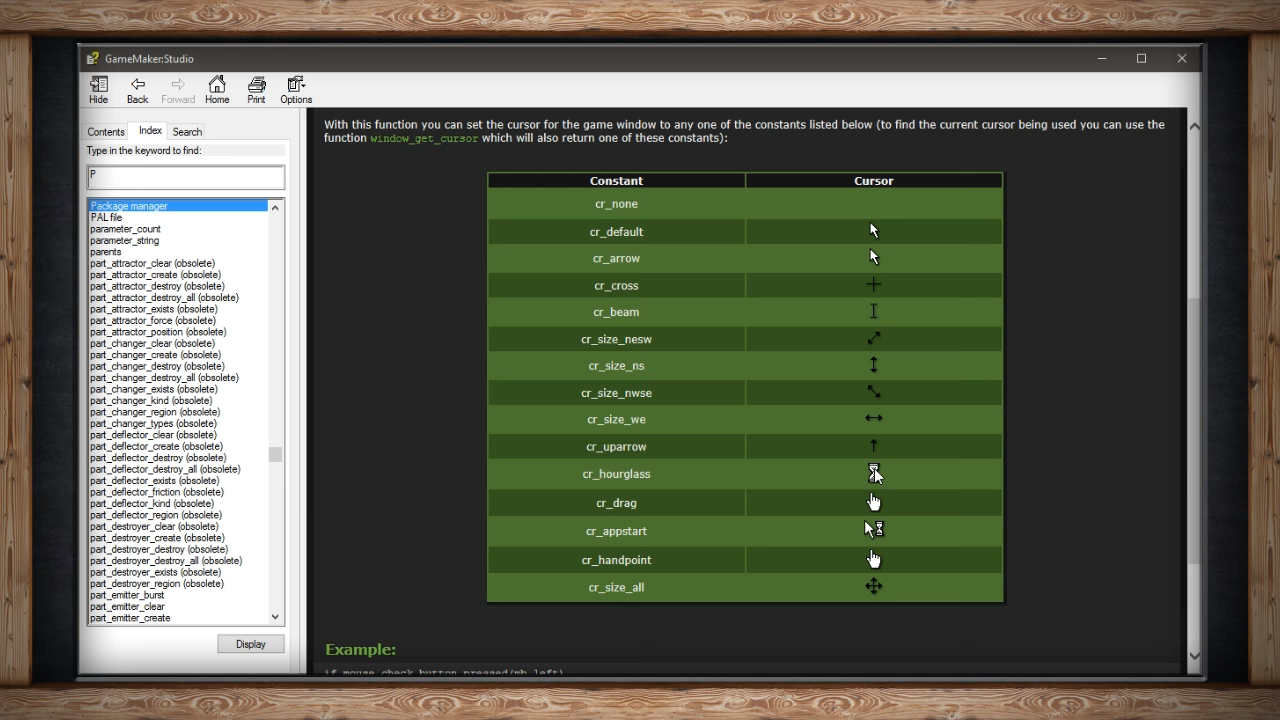 GameMaker:Studio
Hide Back Forward Home Print Options
Contents Index Search
Type in the keyword to find:
P
Package manager
PAL file
parameter_count
parameter_string
parents
part_attractor_clear (obsolete)
part_attractor_create (obsolete)
part_attractor_destroy (obsolete)
part_attractor_destroy_all (obsolete)
part_attractor_exists (obsolete)
part_attractor_force (obsolete)
part_attractor_position (obsolete)
part_changer_clear (obsolete)
part_changer_create (obsolete)
part_changer_destroy (obsolete)
part_changer_destroy_all (obsolete)
part_changer_exists (obsolete)
part_changer_kind (obsolete)
part_changer_region (obsolete)
part_changer_types (obsolete)
part_deflector_clear (obsolete)
part_deflector_create (obsolete)
part_deflector_destroy (obsolete)
part_deflector_destroy_all (obsolete)
part_deflector_exists (obsolete)
part_deflector_friction (obsolete)
part_deflector_kind (obsolete)
part_deflector_region (obsolete)
part_destroyer_clear (obsolete)
part_destroyer_create (obsolete)
part_destroyer_destroy (obsolete)
part_destroyer_destroy_all (obsolete)
part_destroyer_exists (obsolete)
part_destroyer_region (obsolete)
part_emitter_burst
part_emitter_clear
part_emitter_create
Display
With this function you can set the cursor for the game window to any one of the constants listed below (to find the current cursor being used you can use the
function window_get_cursor which will also return one of these constants):
Constant Cursor
cr_none
cr_default
cr_arrow
cr_cross
cr_beam
cr_size_nesw
cr_size_ns
cr_size_nwse
cr_size_we
cr_uparrow
cr_hourglass
cr_drag
cr_appstart
cr_handpoint
cr_size_all
Example:
if mouse_check_button_pressed(mb_left)